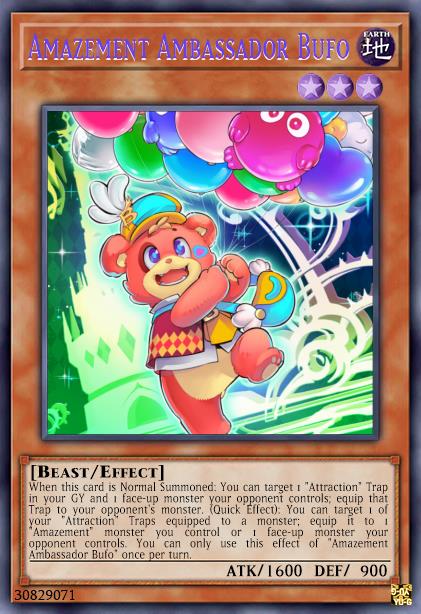 Amazement Ambassador Bufo
EARTH
地
B
[Beast/Effect]
When this card is Normal Summoned: You can target 1 "Attraction" Trap
in your GY and 1 face-up monster your opponent controls; equip that
Trap to your opponent's monster. (Quick Effect): You can target 1 of
your "Attraction" Traps equipped to a monster; equip it to 1
"Amazement" monster you control or 1 face-up monster your
opponent controls. You can only use this effect of "Amazement
Ambassador Bufo" once per turn.
ATK/1600 DEF/ 900
30829071